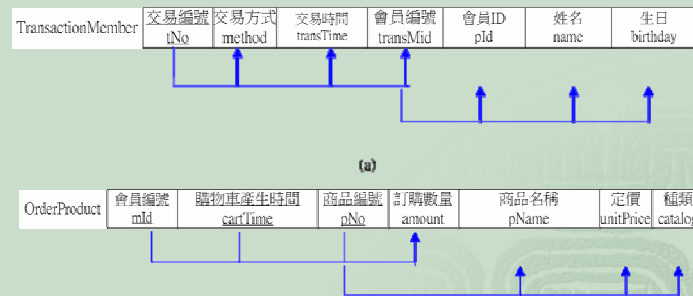 TransactionMember 交易編號 交易方式 交易時間 會員編號 會員ID 姓名 生日
tNo method transTime transMid pId name birthday
(a)
OrderProduct 會員編號 購物車產生時間 商品編號 訂購數量 商品名稱 定價 種類
mId cartTime pNo amount pName unitPrice catalog